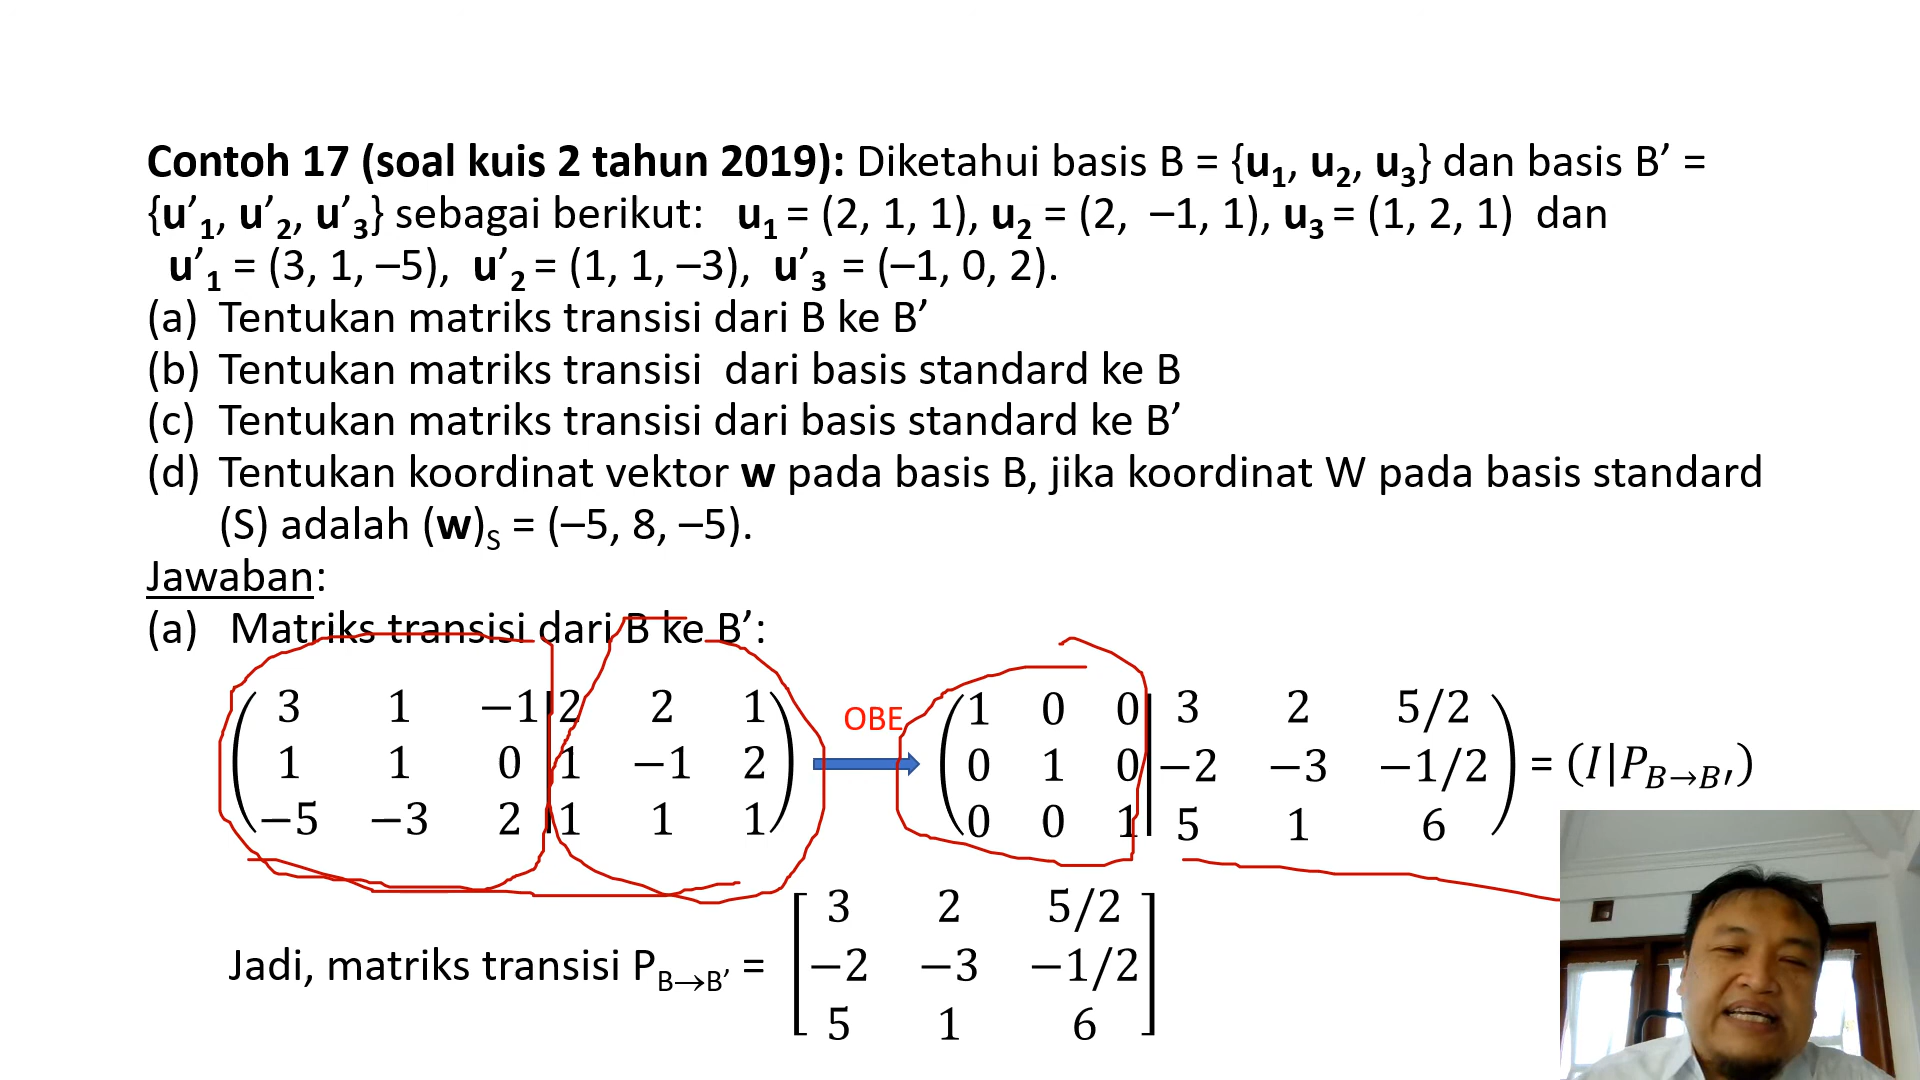 Contoh 17 (soal kuis 2 tahun 2019): Diketahui basis B = {u₁, u₂, u₃} dan basis B’ =
{u’₁, u’₂, u’₃} sebagai berikut: u₁ = (2, 1, 1), u₂ = (2, –1, 1), u₃ = (1, 2, 1) dan
u’₁ = (3, 1, –5), u’₂ = (1, 1, –3), u’₃ = (–1, 0, 2).
(a) Tentukan matriks transisi dari B ke B’
(b) Tentukan matriks transisi dari basis standard ke B
(c) Tentukan matriks transisi dari basis standard ke B’
(d) Tentukan koordinat vektor w pada basis B, jika koordinat W pada basis standard
(S) adalah (w)S = (–5, 8, –5).
Jawaban:
(a) Matriks transisi dari B ke B’:
3 1 −1 | 2 2 1 OBE 1 0 0 | 3 2 5/2
1 1 0 | 1 −1 2 0 1 0 | −2 −3 −1/2 = (I|P_B→B′)
−5 −3 2 | 1 1 1 0 0 1 | 5 1 6
3 2 5/2
Jadi, matriks transisi P_B→B’ = −2 −3 −1/2
5 1 6